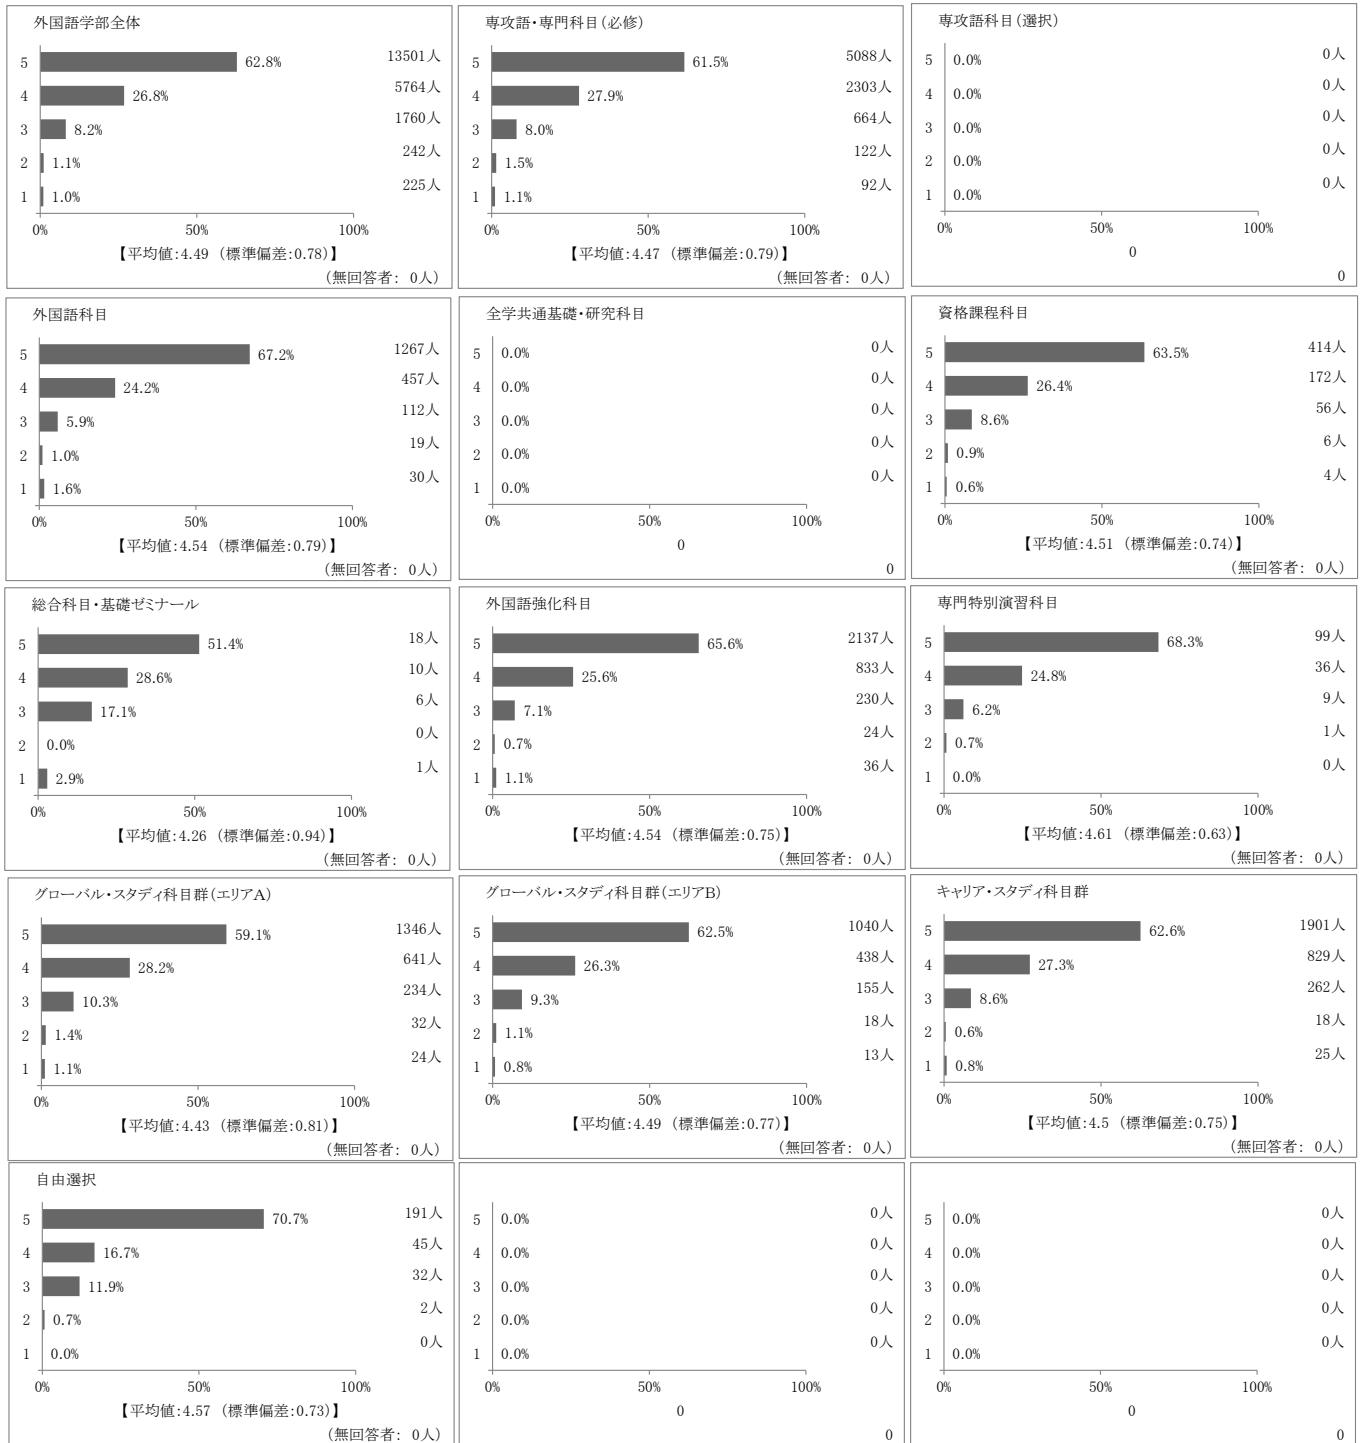 外国語学部全体
5 62.8% 13501人
4 26.8% 5764人
3 8.2% 1760人
2 1.1% 242人
1 1.0% 225人
0% 50% 100%
【平均値:4.49 (標準偏差:0.78)】
(無回答者: 0人)
専攻語・専門科目(必修)
5 61.5% 5088人
4 27.9% 2303人
3 8.0% 664人
2 1.5% 122人
1 1.1% 92人
0% 50% 100%
【平均値:4.47 (標準偏差:0.79)】
(無回答者: 0人)
専攻語科目(選択)
5 0.0% 0人
4 0.0% 0人
3 0.0% 0人
2 0.0% 0人
1 0.0% 0人
0% 50% 100%
0
0
外国語科目
5 67.2% 1267人
4 24.2% 457人
3 5.9% 112人
2 1.0% 19人
1 1.6% 30人
0% 50% 100%
【平均値:4.54 (標準偏差:0.79)】
(無回答者: 0人)
全学共通基礎・研究科目
5 0.0% 0人
4 0.0% 0人
3 0.0% 0人
2 0.0% 0人
1 0.0% 0人
0% 50% 100%
0
0
資格課程科目
5 63.5% 414人
4 26.4% 172人
3 8.6% 56人
2 0.9% 6人
1 0.6% 4人
0% 50% 100%
【平均値:4.51 (標準偏差:0.74)】
(無回答者: 0人)
総合科目・基礎ゼミナール
5 51.4% 18人
4 28.6% 10人
3 17.1% 6人
2 0.0% 0人
1 2.9% 1人
0% 50% 100%
【平均値:4.26 (標準偏差:0.94)】
(無回答者: 0人)
外国語強化科目
5 65.6% 2137人
4 25.6% 833人
3 7.1% 230人
2 0.7% 24人
1 1.1% 36人
0% 50% 100%
【平均値:4.54 (標準偏差:0.75)】
(無回答者: 0人)
専門特別演習科目
5 68.3% 99人
4 24.8% 36人
3 6.2% 9人
2 0.7% 1人
1 0.0% 0人
0% 50% 100%
【平均値:4.61 (標準偏差:0.63)】
(無回答者: 0人)
グローバル・スタディ科目群(エリアA)
5 59.1% 1346人
4 28.2% 641人
3 10.3% 234人
2 1.4% 32人
1 1.1% 24人
0% 50% 100%
【平均値:4.43 (標準偏差:0.81)】
(無回答者: 0人)
グローバル・スタディ科目群(エリアB)
5 62.5% 1040人
4 26.3% 438人
3 9.3% 155人
2 1.1% 18人
1 0.8% 13人
0% 50% 100%
【平均値:4.49 (標準偏差:0.77)】
(無回答者: 0人)
キャリア・スタディ科目群
5 62.6% 1901人
4 27.3% 829人
3 8.6% 262人
2 0.6% 18人
1 0.8% 25人
0% 50% 100%
【平均値:4.5 (標準偏差:0.75)】
(無回答者: 0人)
自由選択
5 70.7% 191人
4 16.7% 45人
3 11.9% 32人
2 0.7% 2人
1 0.0% 0人
0% 50% 100%
【平均値:4.57 (標準偏差:0.73)】
(無回答者: 0人)
5 0.0% 0人
4 0.0% 0人
3 0.0% 0人
2 0.0% 0人
1 0.0% 0人
0% 50% 100%
0
0
5 0.0% 0人
4 0.0% 0人
3 0.0% 0人
2 0.0% 0人
1 0.0% 0人
0% 50% 100%
0
0